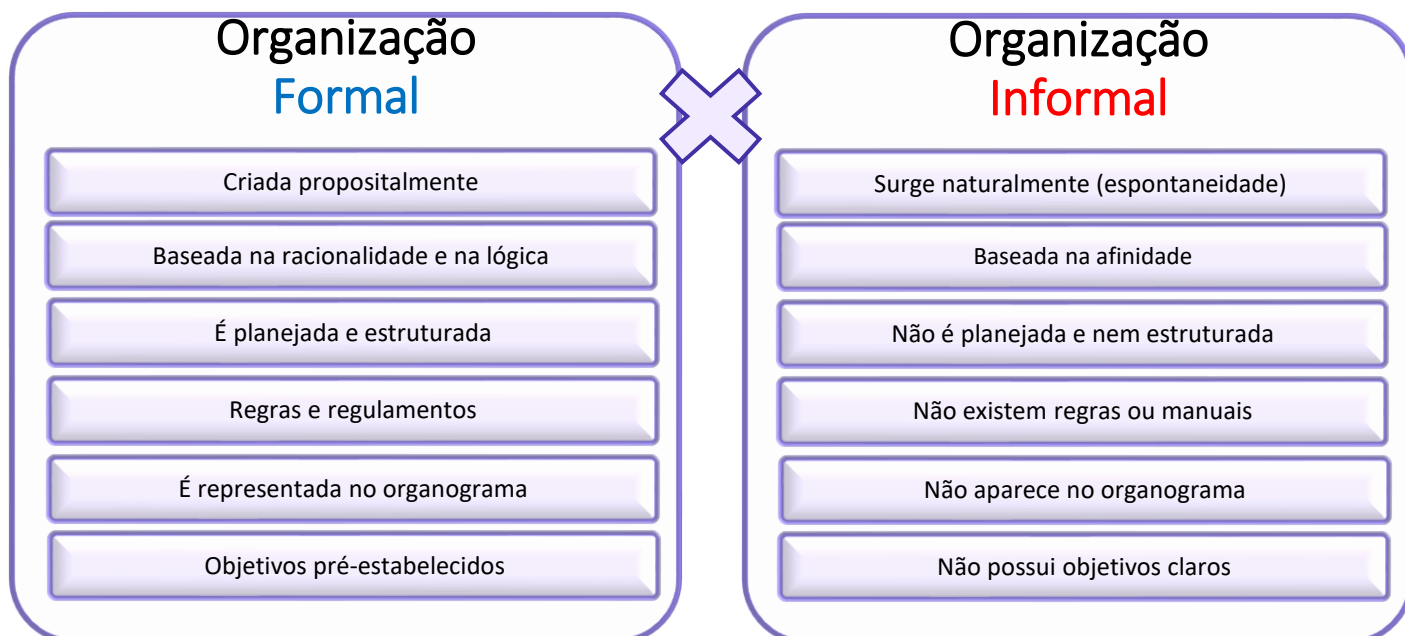 Organização
Formal
Criada propositalmente
Baseada na racionalidade e na lógica
É planejada e estruturada
Regras e regulamentos
É representada no organograma
Objetivos pré-estabelecidos
Organização
Informal
Surge naturalmente (espontaneidade)
Baseada na afinidade
Não é planejada e nem estruturada
Não existem regras ou manuais
Não aparece no organograma
Não possui objetivos claros